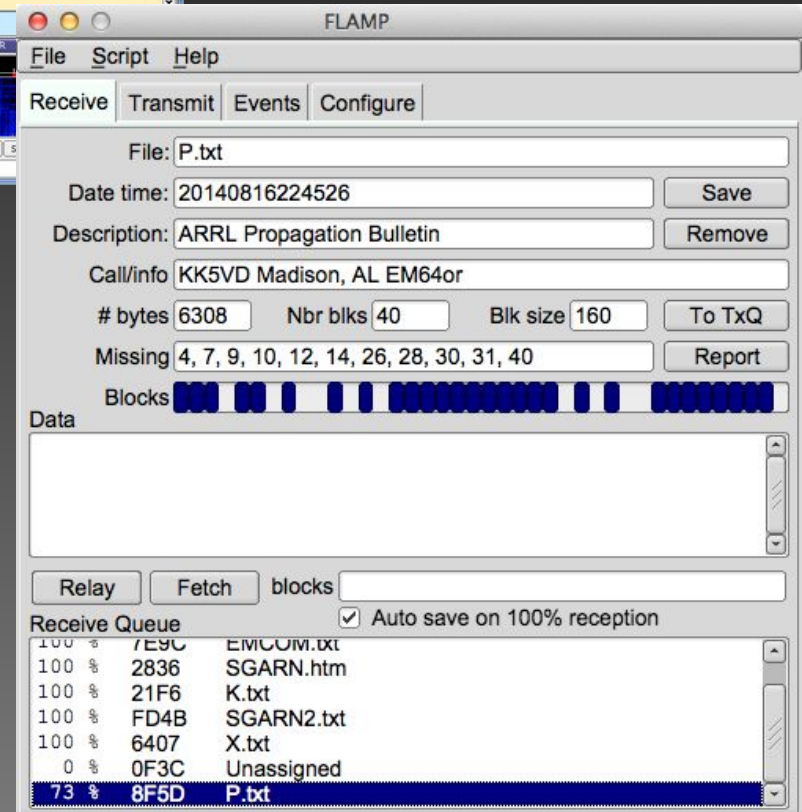 FLAMP
File Script Help
Receive Transmit Events Configure
File: P.txt
Date time: 20140816224526 Save
Description: ARRL Propagation Bulletin Remove
Call/info KK5VD Madison, AL EM64or
# bytes 6308 Nbr blks 40 Blk size 160 To TxQ
Missing 4, 7, 9, 10, 12, 14, 26, 28, 30, 31, 40 Report
Blocks
Data
Relay Fetch blocks
Receive Queue Auto save on 100% reception
100 % 7E9C EMCOM.txt
100 % 2836 SGARN.htm
100 % 21F6 K.txt
100 % FD4B SGARN2.txt
100 % 6407 X.txt
0 % 0F3C Unassigned
73 % 8F5D P.txt